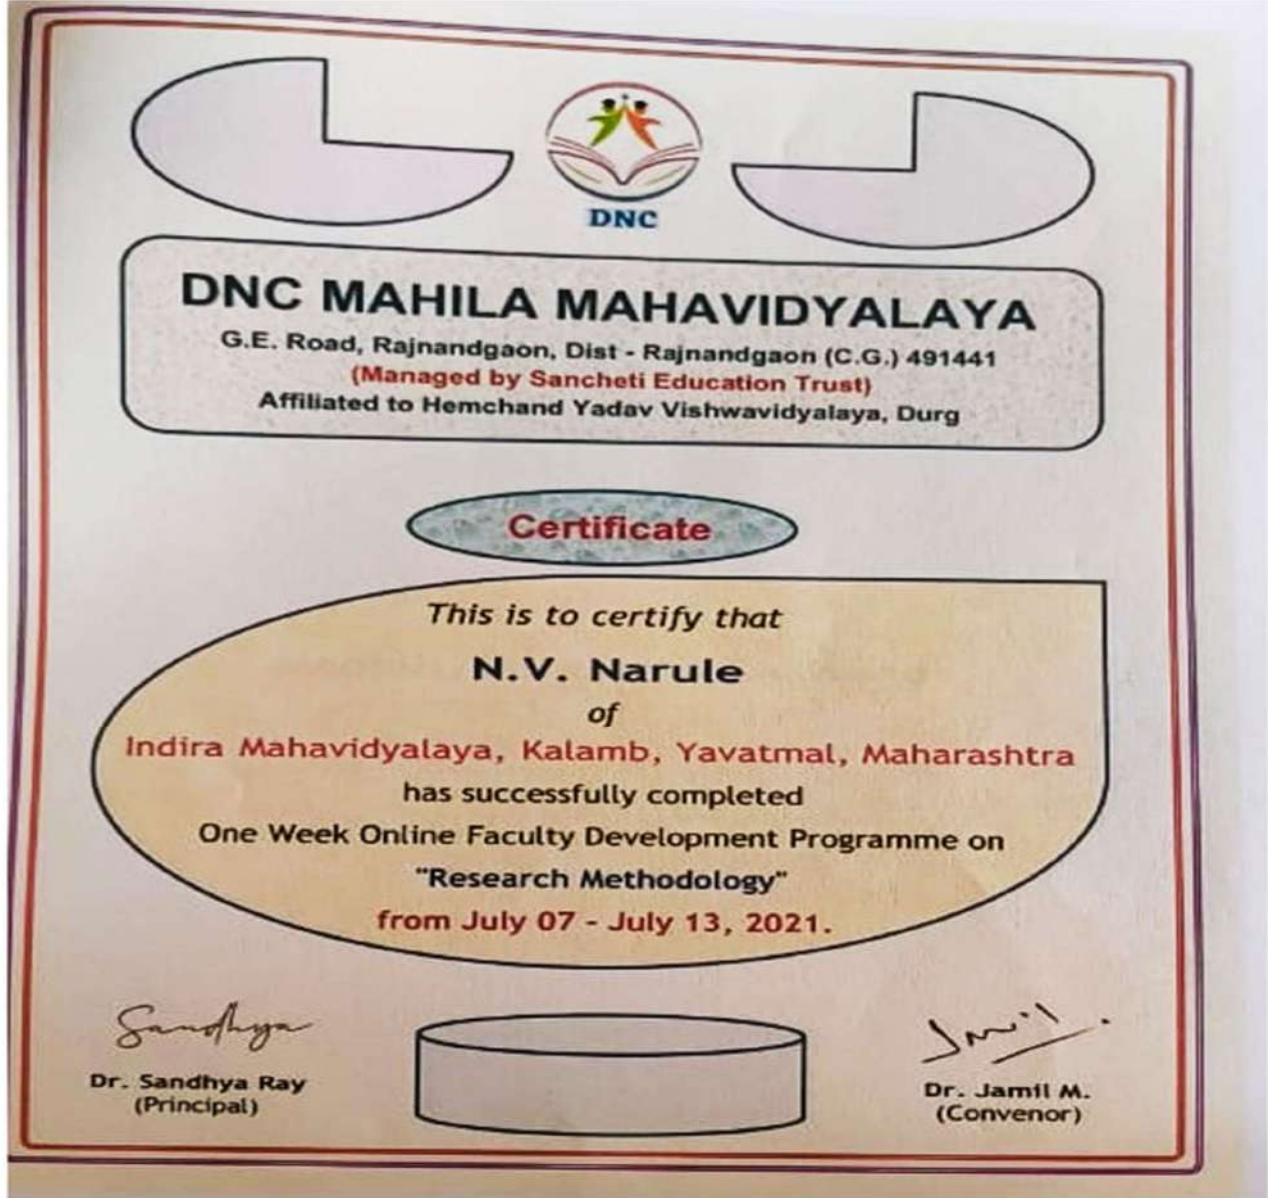 DNC
DNC MAHILA MAHAVIDYALAYA
G.E. Road, Rajnandgaon, Dist - Rajnandgaon (C.G.) 491441
(Managed by Sancheti Education Trust)
Affiliated to Hemchand Yadav Vishwavidyalaya, Durg
Certificate
This is to certify that
N.V. Narule
of
Indira Mahavidyalaya, Kalamb, Yavatmal, Maharashtra
has successfully completed
One Week Online Faculty Development Programme on
"Research Methodology"
from July 07 - July 13, 2021.
Sandhya
Dr. Sandhya Ray
(Principal)
Jamil
Dr. Jamil M.
(Convenor)